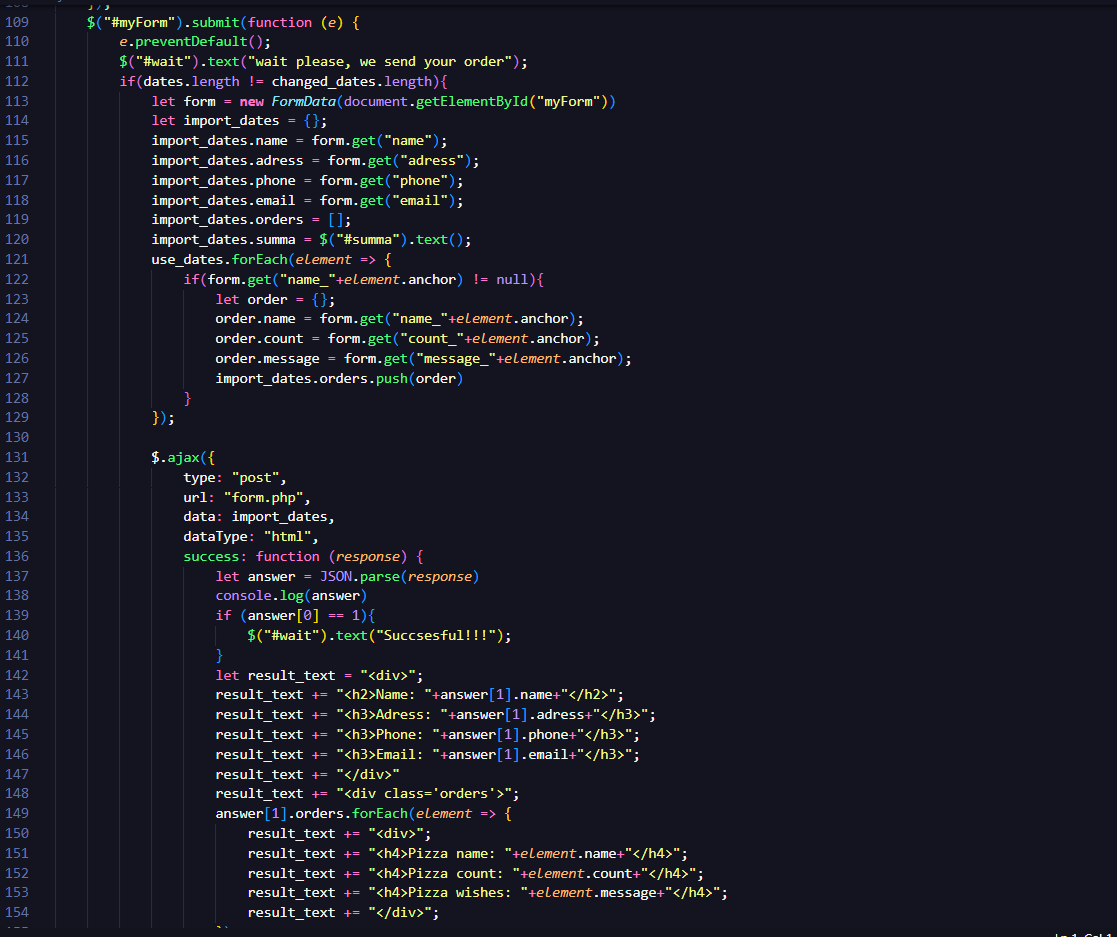 109 $("#myForm").submit(function (e) {
110 e.preventDefault();
111 $("#wait").text("wait please, we send your order");
112 if(dates.length != changed_dates.length){
113 let form = new FormData(document.getElementById("myForm"))
114 let import_dates = {};
115 import_dates.name = form.get("name");
116 import_dates.adress = form.get("adress");
117 import_dates.phone = form.get("phone");
118 import_dates.email = form.get("email");
119 import_dates.orders = [];
120 import_dates.summa = $("#summa").text();
121 use_dates.forEach(element => {
122 if(form.get("name_"+element.anchor) != null){
123 let order = {};
124 order.name = form.get("name_"+element.anchor);
125 order.count = form.get("count_"+element.anchor);
126 order.message = form.get("message_"+element.anchor);
127 import_dates.orders.push(order)
128 }
129 });
130
131 $.ajax({
132 type: "post",
133 url: "form.php",
134 data: import_dates,
135 dataType: "html",
136 success: function (response) {
137 let answer = JSON.parse(response)
138 console.log(answer)
139 if (answer[0] == 1){
140 $("#wait").text("Succsesful!!!");
141 }
142 let result_text = "<div>";
143 result_text += "<h2>Name: "+answer[1].name+"</h2>";
144 result_text += "<h3>Adress: "+answer[1].adress+"</h3>";
145 result_text += "<h3>Phone: "+answer[1].phone+"</h3>";
146 result_text += "<h3>Email: "+answer[1].email+"</h3>";
147 result_text += "</div>"
148 result_text += "<div class='orders'>";
149 answer[1].orders.forEach(element => {
150 result_text += "<div>";
151 result_text += "<h4>Pizza name: "+element.name+"</h4>";
152 result_text += "<h4>Pizza count: "+element.count+"</h4>";
153 result_text += "<h4>Pizza wishes: "+element.message+"</h4>";
154 result_text += "</div>";